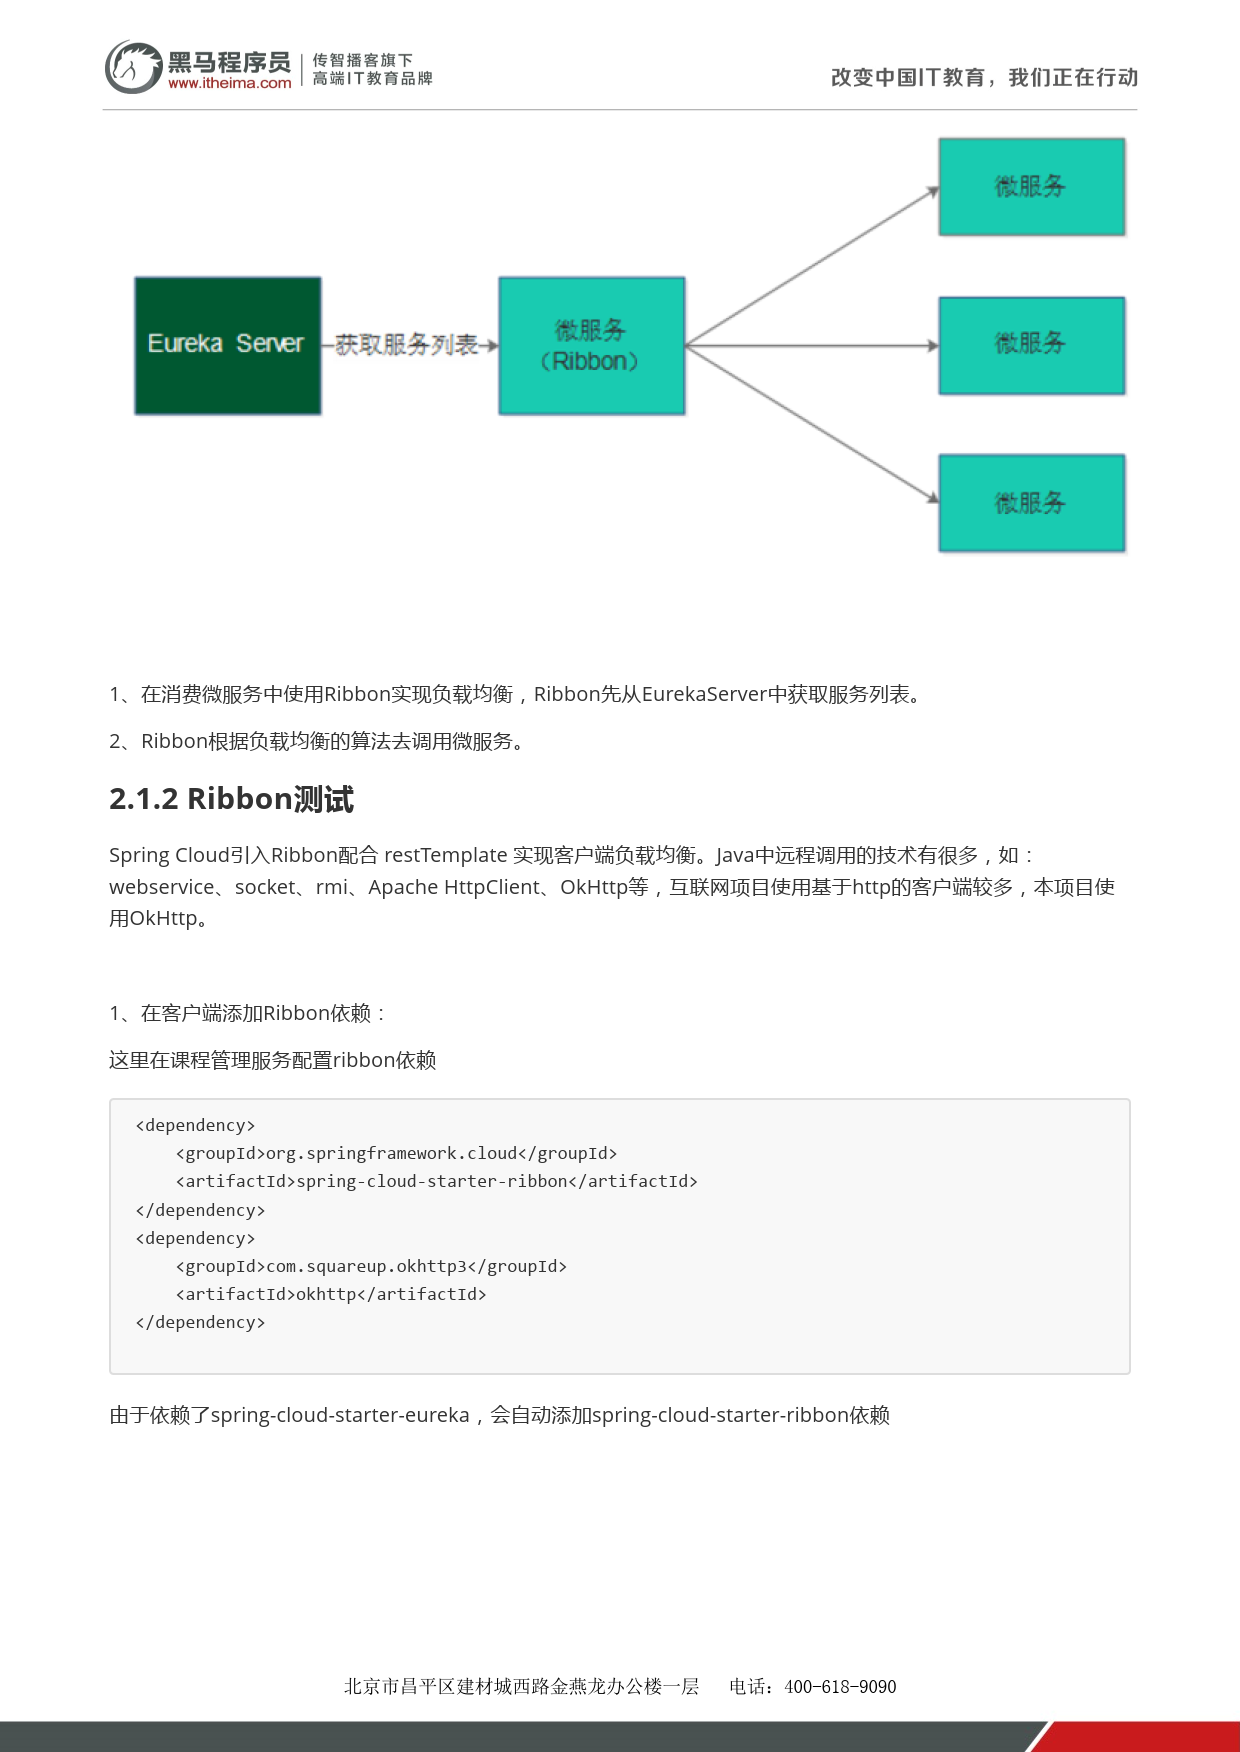 黑马程序员
www.itheima.com
传智播客旗下
高端IT教育品牌
改变中国IT教育，我们正在行动
微服务
Eureka Server
获取服务列表
微服务
（Ribbon）
微服务
微服务
1、在消费微服务中使用Ribbon实现负载均衡，Ribbon先从EurekaServer中获取服务列表。
2、Ribbon根据负载均衡的算法去调用微服务。
2.1.2 Ribbon测试
Spring Cloud引入Ribbon配合 restTemplate 实现客户端负载均衡。Java中远程调用的技术有很多，如：
webservice、socket、rmi、Apache HttpClient、OkHttp等，互联网项目使用基于http的客户端较多，本项目使
用OkHttp。
1、在客户端添加Ribbon依赖：
这里在课程管理服务配置ribbon依赖
<dependency>
    <groupId>org.springframework.cloud</groupId>
    <artifactId>spring-cloud-starter-ribbon</artifactId>
</dependency>
<dependency>
    <groupId>com.squareup.okhttp3</groupId>
    <artifactId>okhttp</artifactId>
</dependency>
由于依赖了spring-cloud-starter-eureka，会自动添加spring-cloud-starter-ribbon依赖
北京市昌平区建材城西路金燕龙办公楼一层   电话：400-618-9090